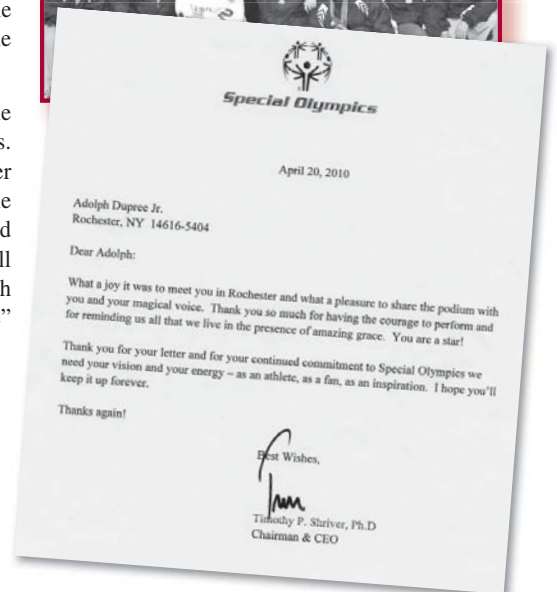 Special Olympics
April 20, 2010
Adolph Dupree Jr.
Rochester, NY 14616-5404
Dear Adolph:
What a joy it was to meet you in Rochester and what a pleasure to share the podium with
you and your magical voice. Thank you so much for having the courage to perform and
for reminding us all that we live in the presence of amazing grace. You are a star!
Thank you for your letter and for your continued commitment to Special Olympics we
need your vision and your energy – as an athlete, as a fan, as an inspiration. I hope you'll
keep it up forever.
Thanks again!
Best Wishes,
Timothy P. Shriver, Ph.D
Chairman & CEO